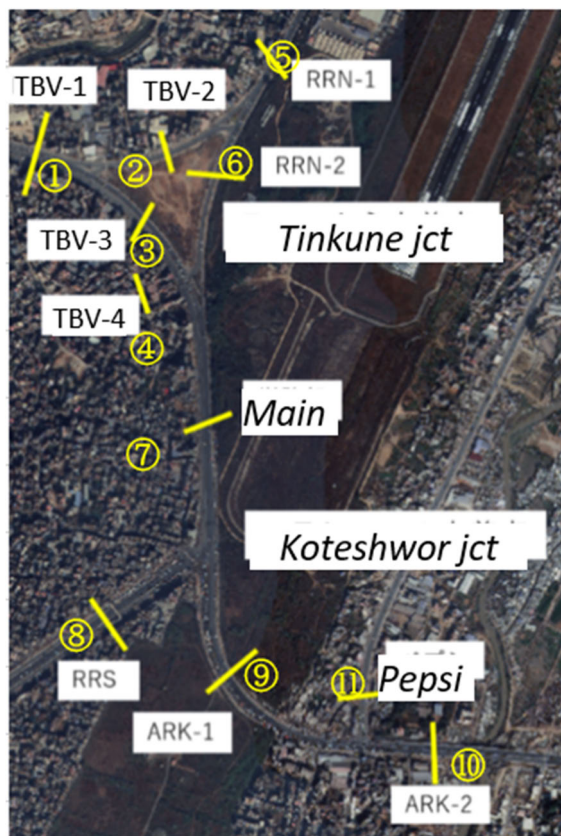 ⑤
RRN-1
TBV-1
TBV-2
①
②
⑥
RRN-2
TBV-3
③
Tinkune jct
TBV-4
④
Main
⑦
Koteshwor jct
⑧
RRS
⑨
⑪
Pepsi
ARK-1
⑩
ARK-2